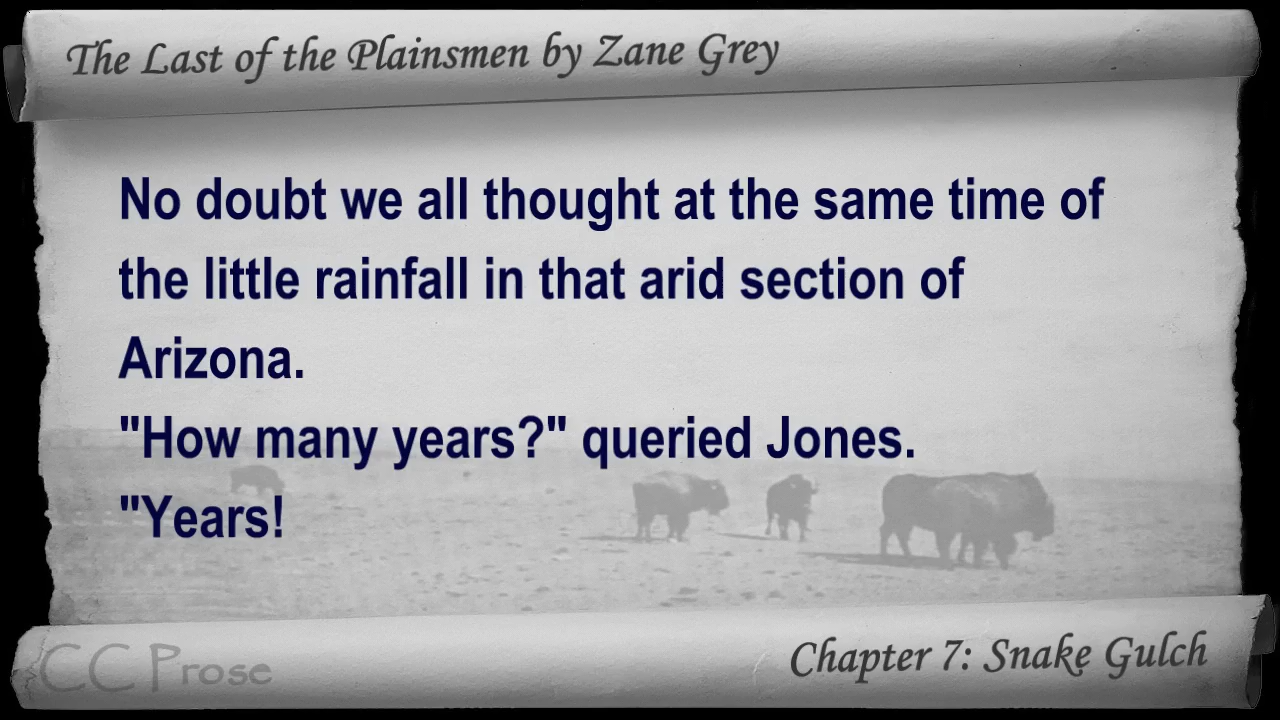 The Last of the Plainsmen by Zane Grey
No doubt we all thought at the same time of
the little rainfall in that arid section of
Arizona.
"How many years?" queried Jones.
"Years!
CC Prose
Chapter 7: Snake Gulch